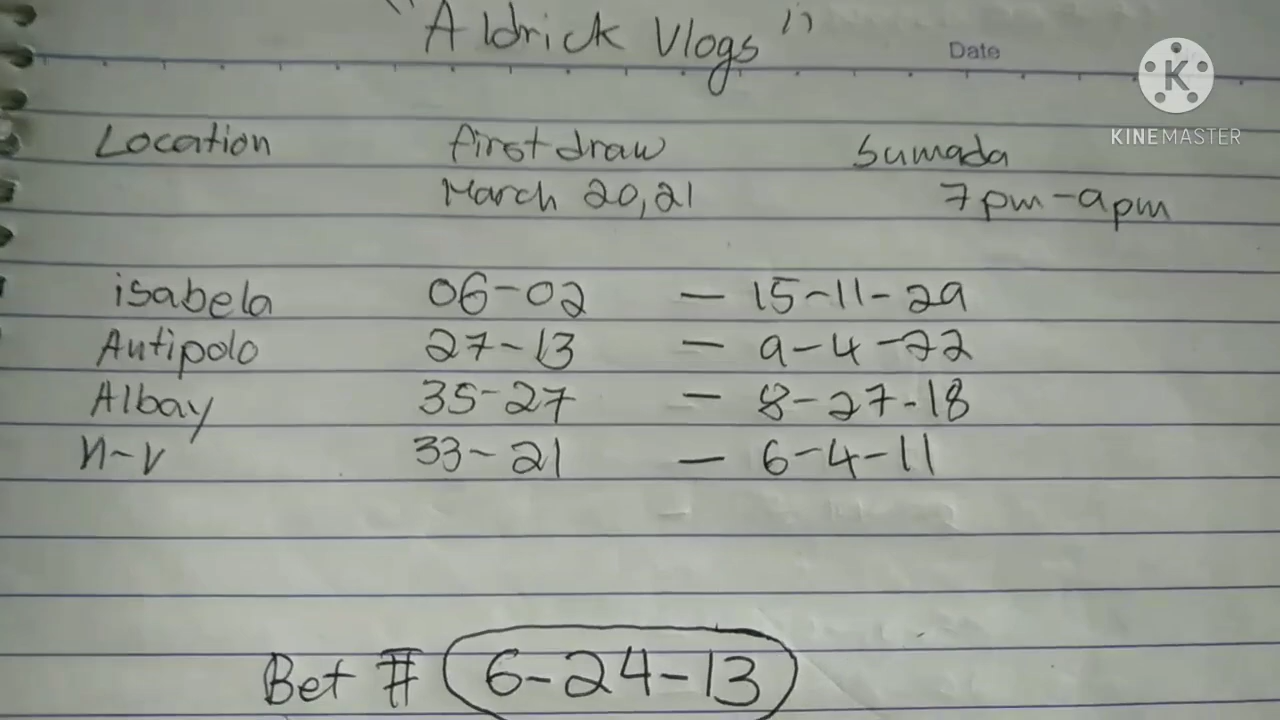 "Aldrick Vlogs"
Date
K
KINEMASTER
Location first draw Sumada
March 20,21 7pm-9pm
isabela 06-02 - 15-11-29
Antipolo 27-13 - 9-4-22
Albay 35-27 - 8-27-18
n-v 33-21 - 6-4-11
Bet # 6-24-13